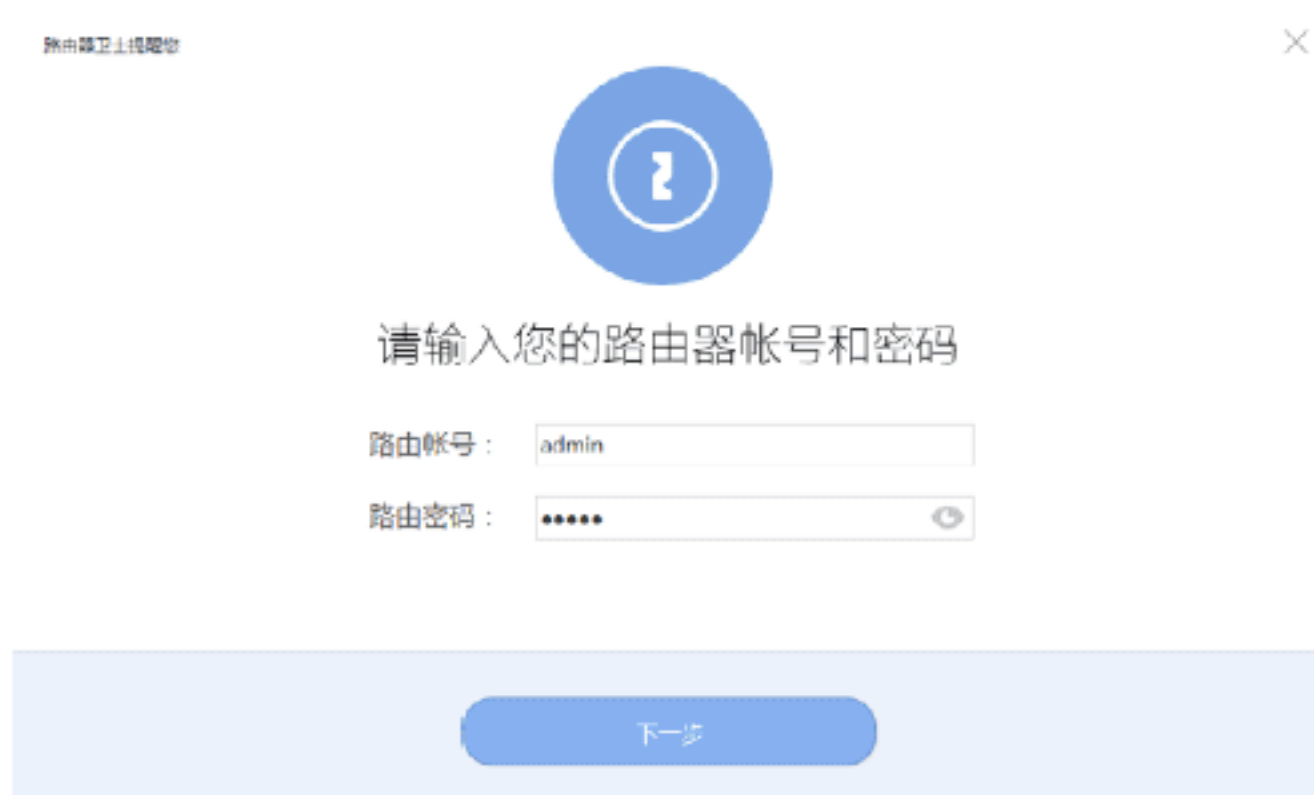 路由器卫士提醒您
请输入您的路由器帐号和密码
路由帐号：
admin
路由密码：
•••••
下一步